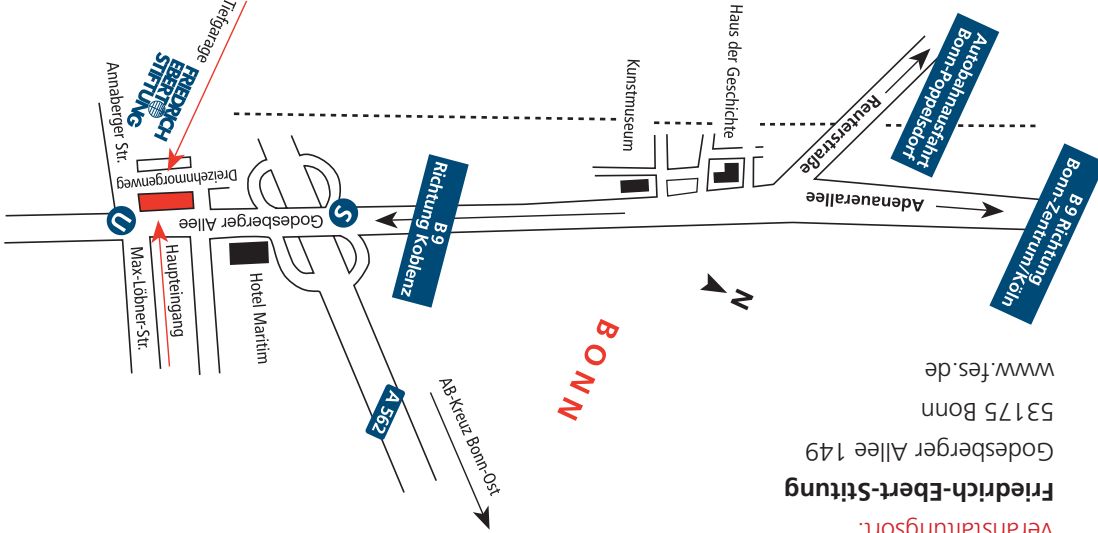 Veranstaltungsort:
Friedrich-Ebert-Stiftung
Godesberger Allee 149
53175 Bonn
www.fes.de
BONN
N
B 9 Richtung
Bonn-Zentrum/Köln
Adenauerallee
Autobahnausfahrt
Bonn-Poppelsdorf
Reuterstraße
Haus der Geschichte
Kunstmuseum
B 9
Richtung Koblenz
AB-Kreuz Bonn-Ost
A 562
S
Godesberger Allee
Hotel Maritim
Haupteingang
Max-Löbner-Str.
U
Dreizehnmorgenweg
Annaberger Str.
FRIEDRICH
EBERT
STIFTUNG
Tiefgarage